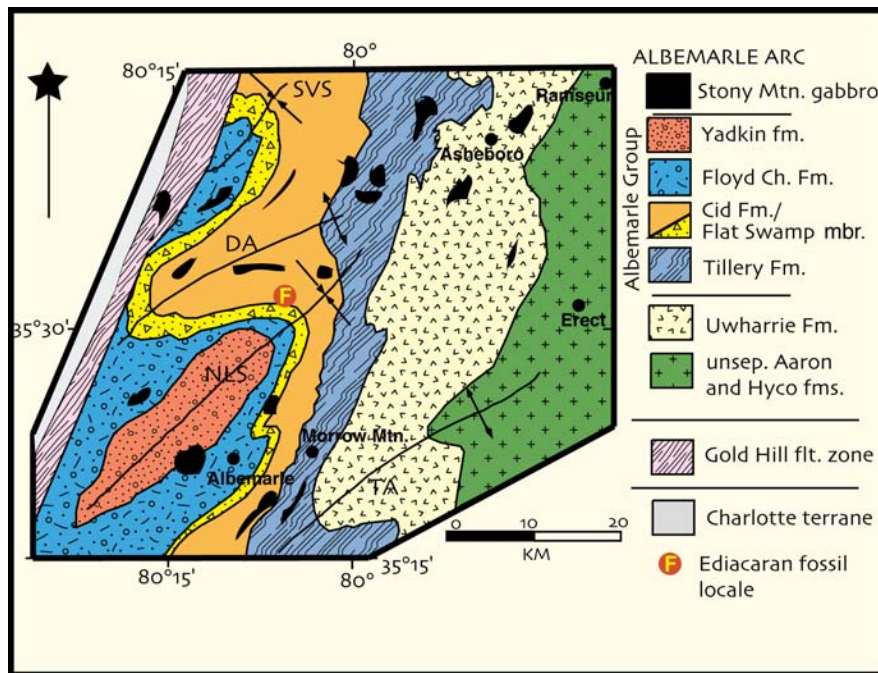 80°15'
80°
SVS
Ramseur
Asheboro
DA
F
35°30'
Erect
NLS
Morrow Mtn.
Albemarle
TA
0 10 20
KM
80°15'
80°
35°15'
ALBEMARLE ARC
Stony Mtn. gabbro
Albemarle Group
Yadkin fm.
Floyd Ch. Fm.
Cid Fm./
Flat Swamp mbr.
Tillery Fm.
Uwharrie Fm.
unsep. Aaron
and Hyco fms.
Gold Hill flt. zone
Charlotte terrane
F
Ediacaran fossil
locale